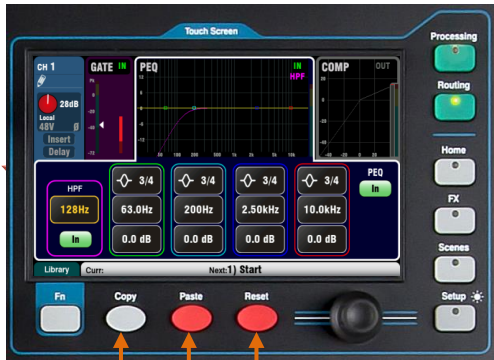 Touch Screen
Processing
Routing
Home
FX
Scenes
Setup
CH 1
28dB
Local
48V Ø
Insert
Delay
GATE IN
PEQ IN
HPF
COMP OUT
HPF
128Hz
In
3/4
63.0Hz
0.0 dB
3/4
200Hz
0.0 dB
3/4
2.50kHz
0.0 dB
3/4
10.0kHz
0.0 dB
PEQ
In
Library Curr: Next:1) Start
Fn
Copy
Paste
Reset